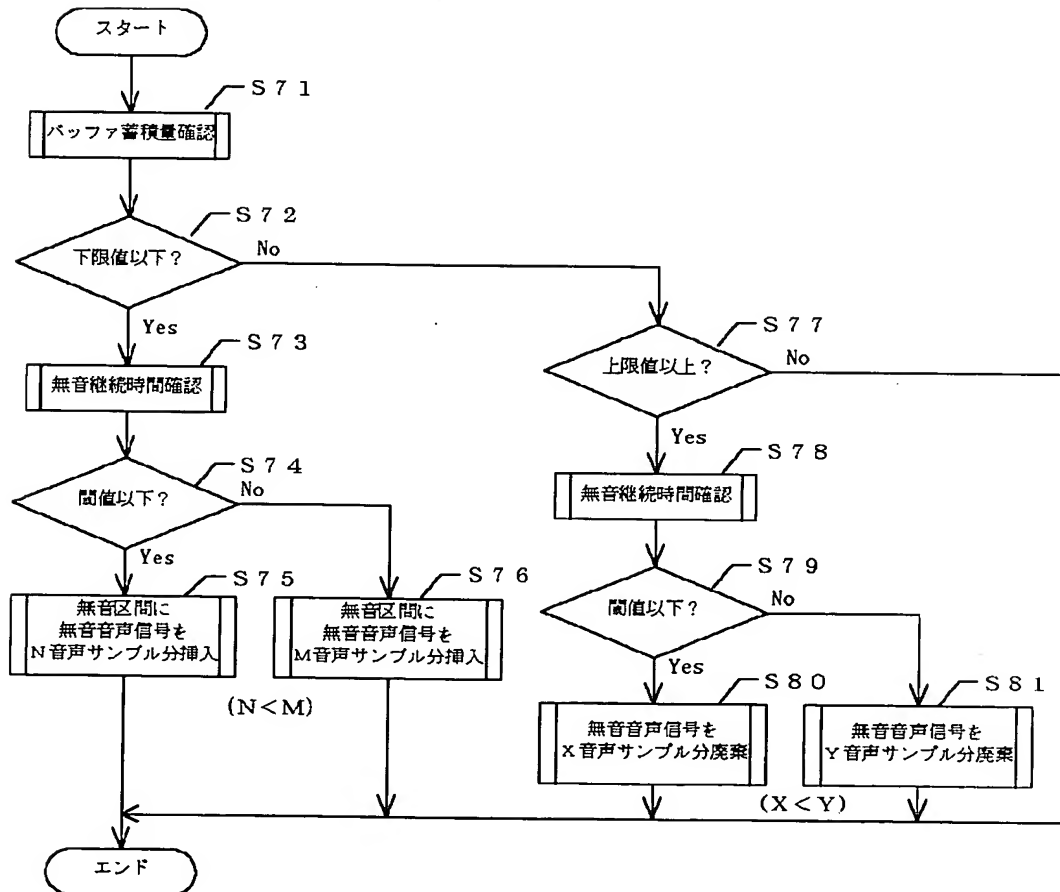 スタート
S71
バッファ蓄積量確認
S72
下限値以下?
No
Yes
S73
無音継続時間確認
S74
閾値以下?
No
Yes
S75
無音区間に
無音音声信号を
N音声サンプル分挿入
S76
無音区間に
無音音声信号を
M音声サンプル分挿入
(N<M)
S77
上限値以上?
No
Yes
S78
無音継続時間確認
S79
閾値以下?
No
Yes
S80
無音音声信号を
X音声サンプル分廃棄
S81
無音音声信号を
Y音声サンプル分廃棄
(X<Y)
エンド